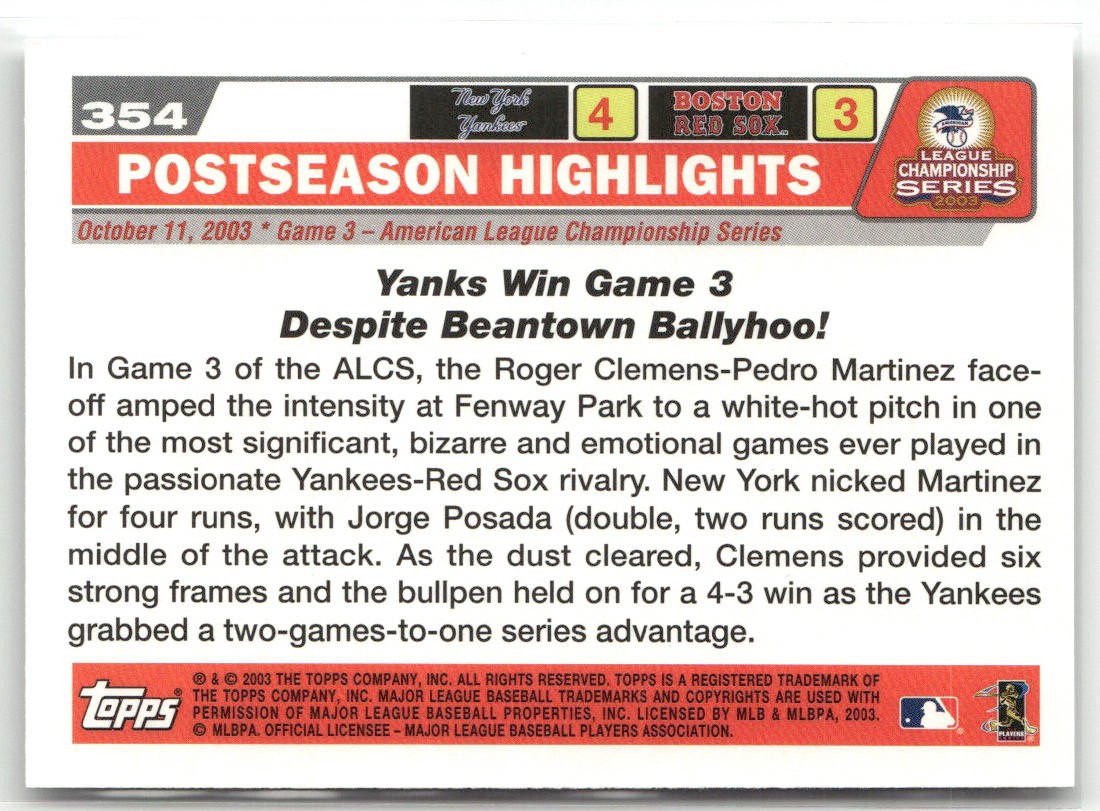 354
New York
Yankees
4
BOSTON
RED SOX
3
AMERICAN
LEAGUE
CHAMPIONSHIP
SERIES
2003
POSTSEASON HIGHLIGHTS
October 11, 2003 * Game 3 – American League Championship Series
Yanks Win Game 3
Despite Beantown Ballyhoo!
In Game 3 of the ALCS, the Roger Clemens-Pedro Martinez face-
off amped the intensity at Fenway Park to a white-hot pitch in one
of the most significant, bizarre and emotional games ever played in
the passionate Yankees-Red Sox rivalry. New York nicked Martinez
for four runs, with Jorge Posada (double, two runs scored) in the
middle of the attack. As the dust cleared, Clemens provided six
strong frames and the bullpen held on for a 4-3 win as the Yankees
grabbed a two-games-to-one series advantage.
Topps®
® & © 2003 THE TOPPS COMPANY, INC. ALL RIGHTS RESERVED. TOPPS IS A REGISTERED TRADEMARK OF
THE TOPPS COMPANY, INC. MAJOR LEAGUE BASEBALL TRADEMARKS AND COPYRIGHTS ARE USED WITH
PERMISSION OF MAJOR LEAGUE BASEBALL PROPERTIES, INC. LICENSED BY MLB & MLBPA, 2003.
© MLBPA. OFFICIAL LICENSEE – MAJOR LEAGUE BASEBALL PLAYERS ASSOCIATION.
PLAYERS